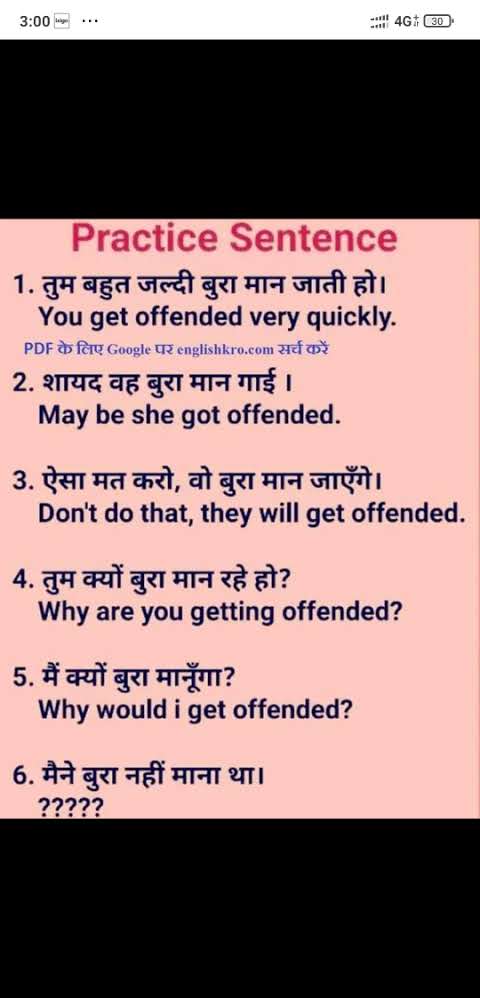 3:00 ...
4G 30
Practice Sentence
1. तुम बहुत जल्दी बुरा मान जाती हो।
You get offended very quickly.
PDF के लिए Google पर englishkro.com सर्च करें
2. शायद वह बुरा मान गाई ।
May be she got offended.
3. ऐसा मत करो, वो बुरा मान जाएँगे।
Don't do that, they will get offended.
4. तुम क्यों बुरा मान रहे हो?
Why are you getting offended?
5. मैं क्यों बुरा मानूँगा?
Why would i get offended?
6. मैने बुरा नहीं माना था।
?????